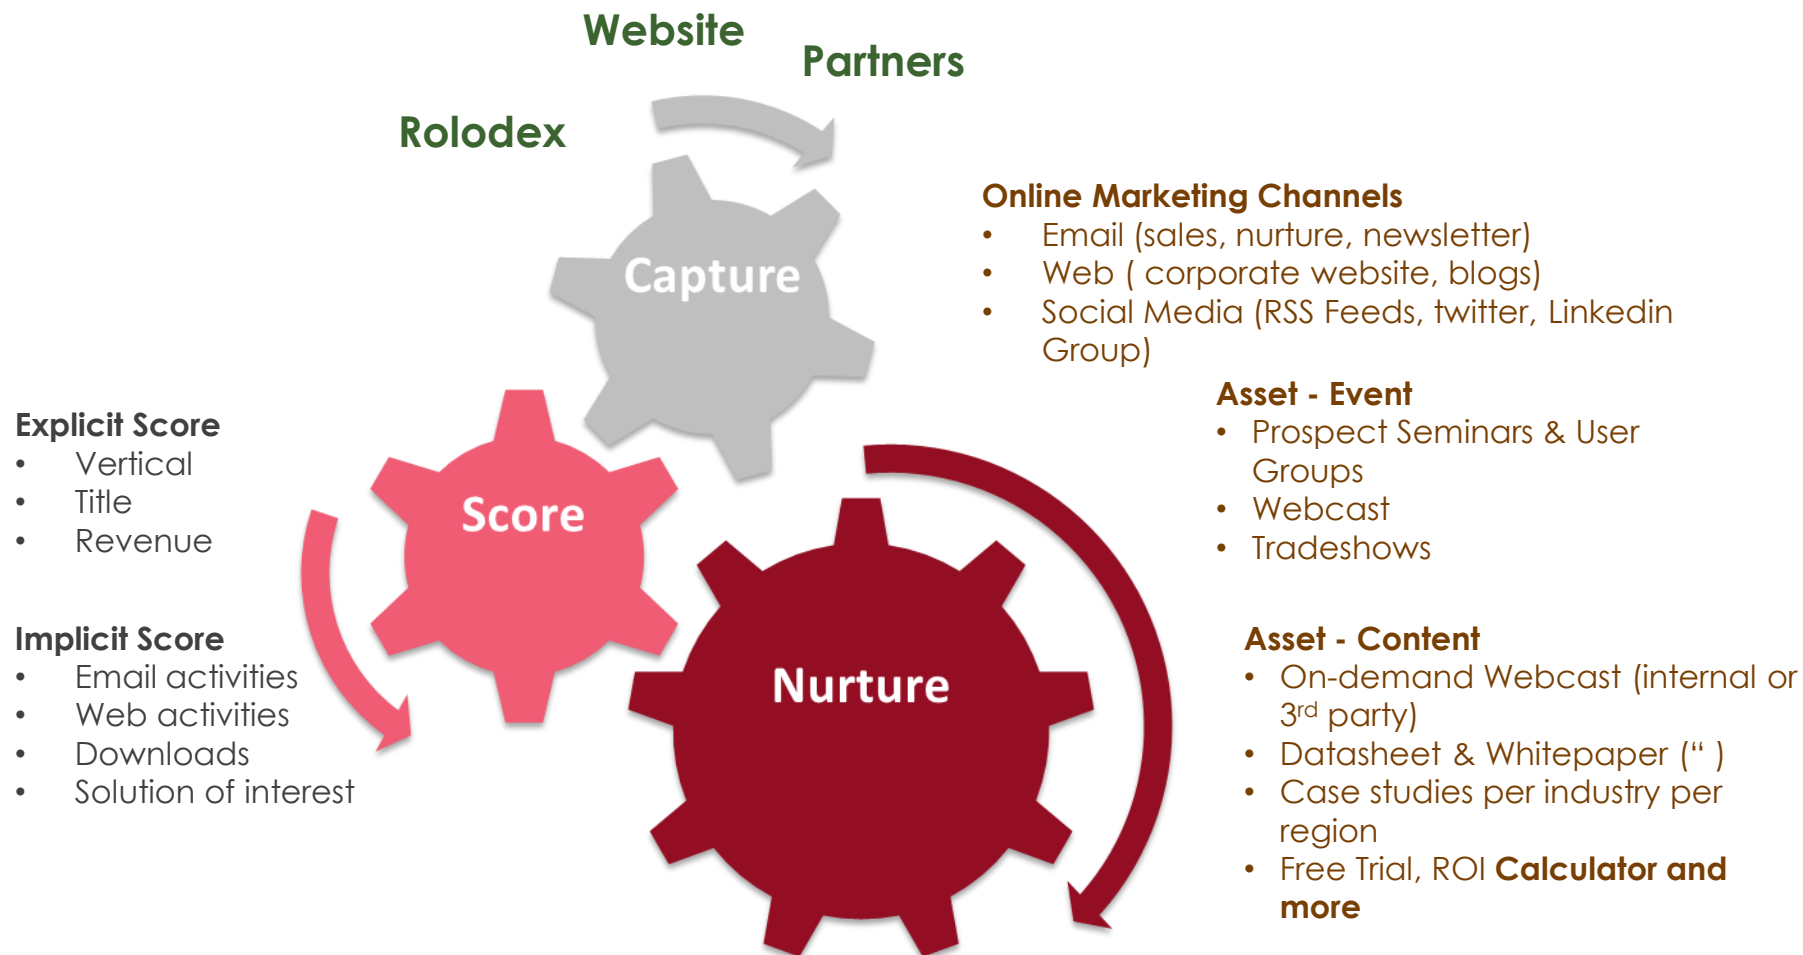 Website
Partners
Rolodex
Capture
Online Marketing Channels
• Email (sales, nurture, newsletter)
• Web ( corporate website, blogs)
• Social Media (RSS Feeds, twitter, Linkedin
Group)
Asset - Event
• Prospect Seminars & User
Groups
• Webcast
• Tradeshows
Explicit Score
• Vertical
• Title
• Revenue
Score
Implicit Score
• Email activities
• Web activities
• Downloads
• Solution of interest
Nurture
Asset - Content
• On-demand Webcast (internal or
3rd party)
• Datasheet & Whitepaper (“ )
• Case studies per industry per
region
• Free Trial, ROI Calculator and
more